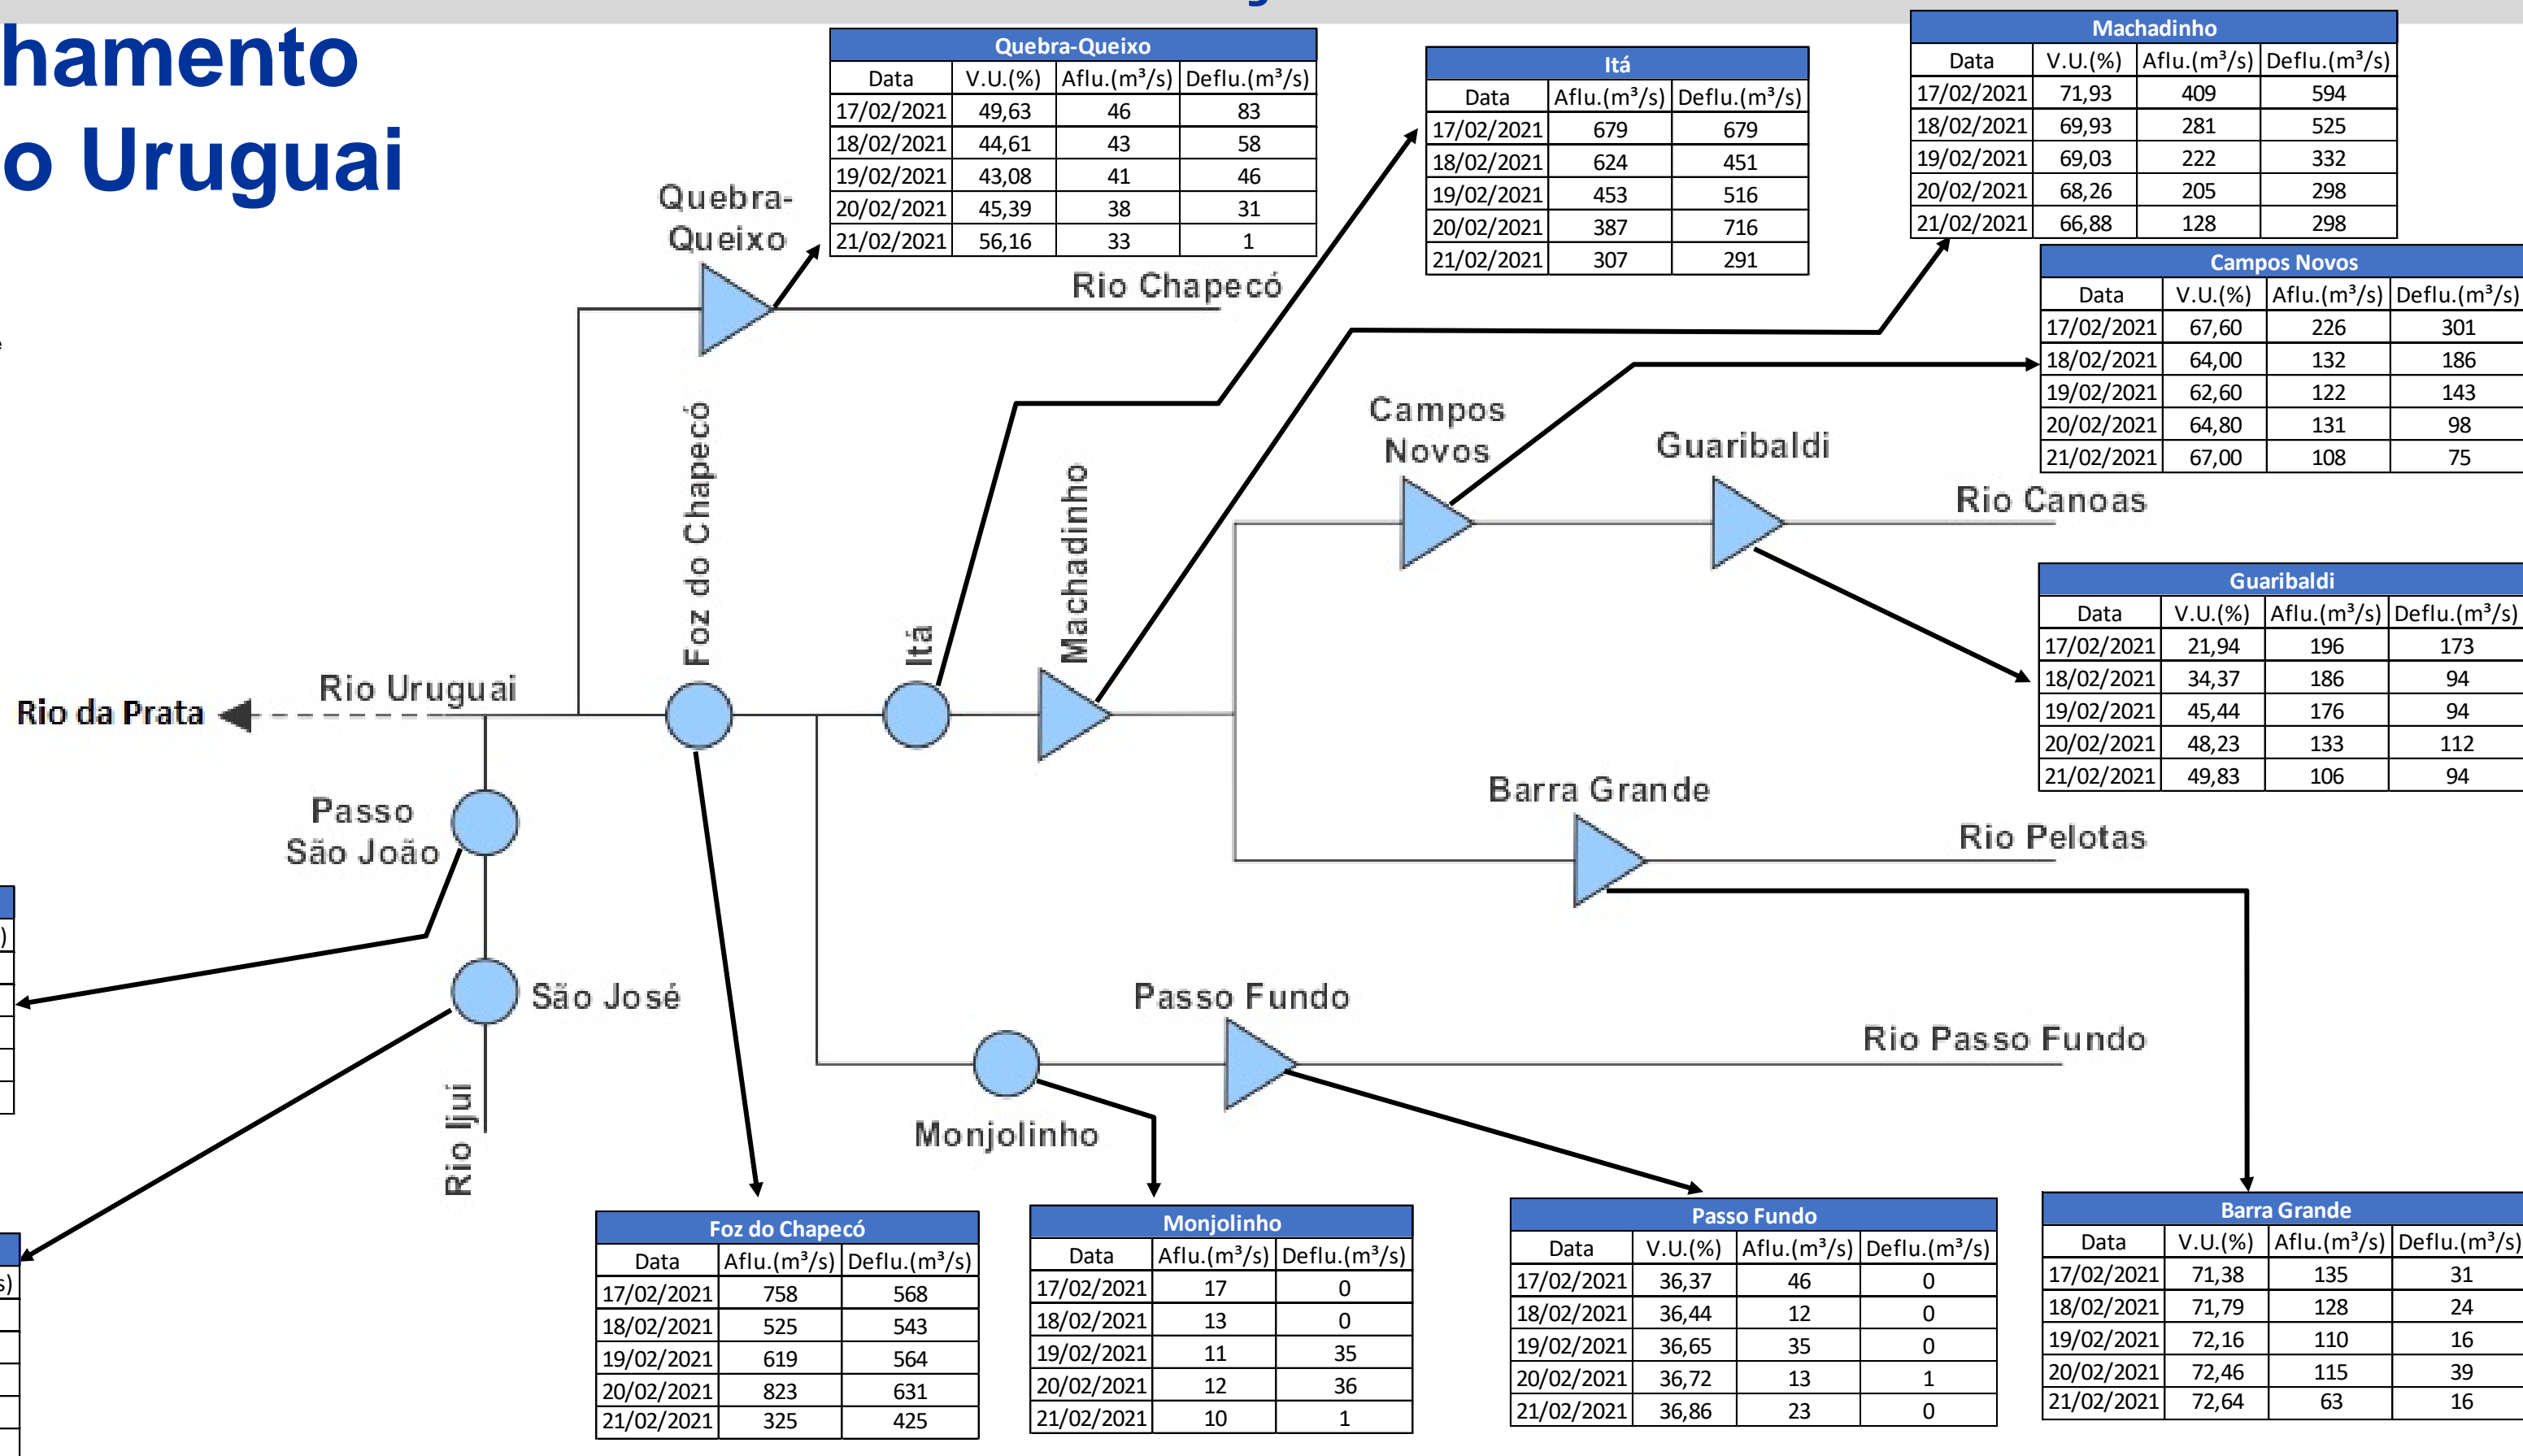 hamento
o Uruguai
Quebra-Queixo
Data V.U.(%) Aflu.(m³/s) Deflu.(m³/s)
17/02/2021 49,63 46 83
18/02/2021 44,61 43 58
19/02/2021 43,08 41 46
20/02/2021 45,39 38 31
21/02/2021 56,16 33 1
Itá
Data Aflu.(m³/s) Deflu.(m³/s)
17/02/2021 679 679
18/02/2021 624 451
19/02/2021 453 516
20/02/2021 387 716
21/02/2021 307 291
Machadinho
Data V.U.(%) Aflu.(m³/s) Deflu.(m³/s)
17/02/2021 71,93 409 594
18/02/2021 69,93 281 525
19/02/2021 69,03 222 332
20/02/2021 68,26 205 298
21/02/2021 66,88 128 298
Campos Novos
Data V.U.(%) Aflu.(m³/s) Deflu.(m³/s)
17/02/2021 67,60 226 301
18/02/2021 64,00 132 186
19/02/2021 62,60 122 143
20/02/2021 64,80 131 98
21/02/2021 67,00 108 75
Quebra-
Queixo
Rio Chapecó
Foz do Chapecó
Itá
Machadinho
Campos
Novos
Guaribaldi
Rio Canoas
Guaribaldi
Data V.U.(%) Aflu.(m³/s) Deflu.(m³/s)
17/02/2021 21,94 196 173
18/02/2021 34,37 186 94
19/02/2021 45,44 176 94
20/02/2021 48,23 133 112
21/02/2021 49,83 106 94
Rio da Prata
Rio Uruguai
Passo
São João
Barra Grande
Rio Pelotas
São José
Passo Fundo
Rio Passo Fundo
Rio Ijui
Monjolinho
Foz do Chapecó
Data Aflu.(m³/s) Deflu.(m³/s)
17/02/2021 758 568
18/02/2021 525 543
19/02/2021 619 564
20/02/2021 823 631
21/02/2021 325 425
Monjolinho
Data Aflu.(m³/s) Deflu.(m³/s)
17/02/2021 17 0
18/02/2021 13 0
19/02/2021 11 35
20/02/2021 12 36
21/02/2021 10 1
Passo Fundo
Data V.U.(%) Aflu.(m³/s) Deflu.(m³/s)
17/02/2021 36,37 46 0
18/02/2021 36,44 12 0
19/02/2021 36,65 35 0
20/02/2021 36,72 13 1
21/02/2021 36,86 23 0
Barra Grande
Data V.U.(%) Aflu.(m³/s) Deflu.(m³/s)
17/02/2021 71,38 135 31
18/02/2021 71,79 128 24
19/02/2021 72,16 110 16
20/02/2021 72,46 115 39
21/02/2021 72,64 63 16